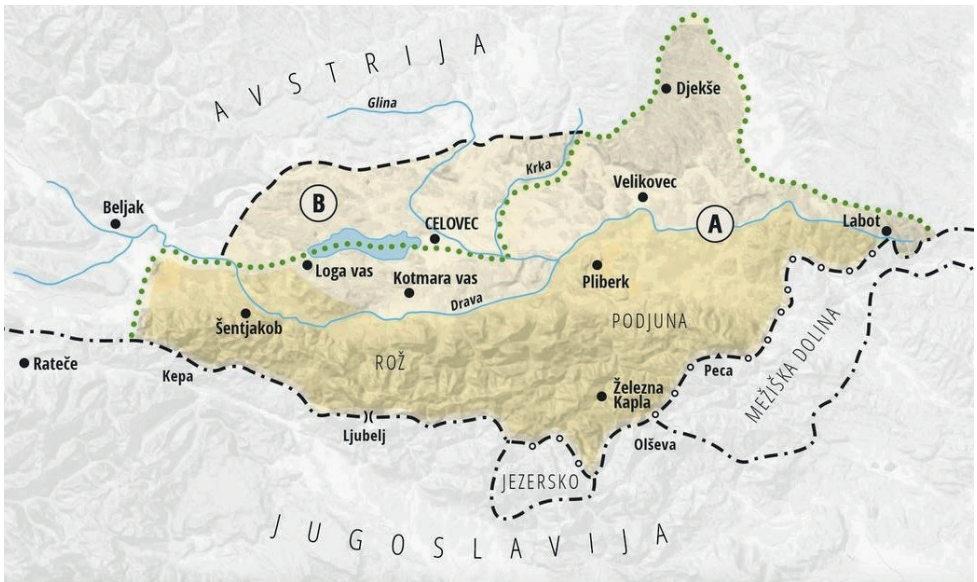 AVSTRIJA
Glina
Djekše
Krka
Velikovec
B
Beljak
CELOVEC
A
Labot
Loga vas
Kotmara vas
Pliberk
Drava
Šentjakob
PODJUNA
Rateče
Kepa
ROŽ
Peca
MEŽIŠKA DOLINA
Železna
Kapla
Ljubelj
Olševa
JEZERSKO
JUGOSLAVIJA